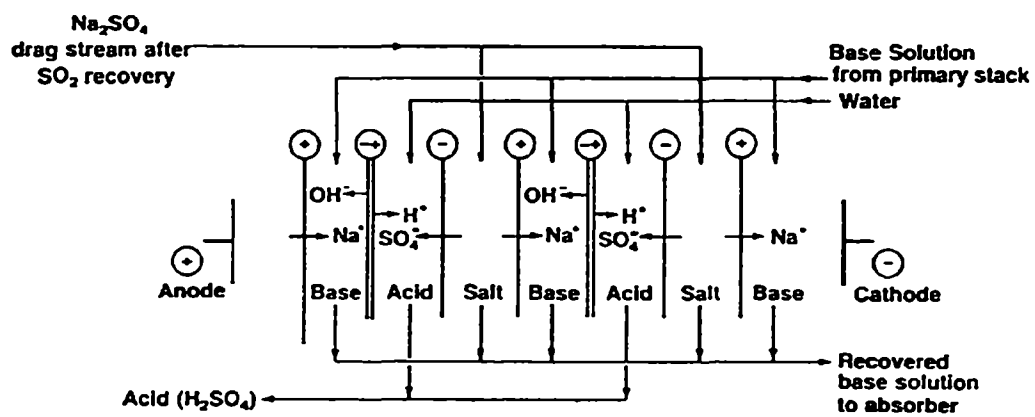 Na₂SO₄
drag stream after
SO₂ recovery
Base Solution
from primary stack
Water
+ −+ − + −+ − +
OH⁻ OH⁻
H⁺ H⁺
Na⁺ SO₄⁼ Na⁺ SO₄⁼ Na⁺
+ −
Anode Base Acid Salt Base Acid Salt Base Cathode
Recovered
base solution
to absorber
Acid (H₂SO₄)